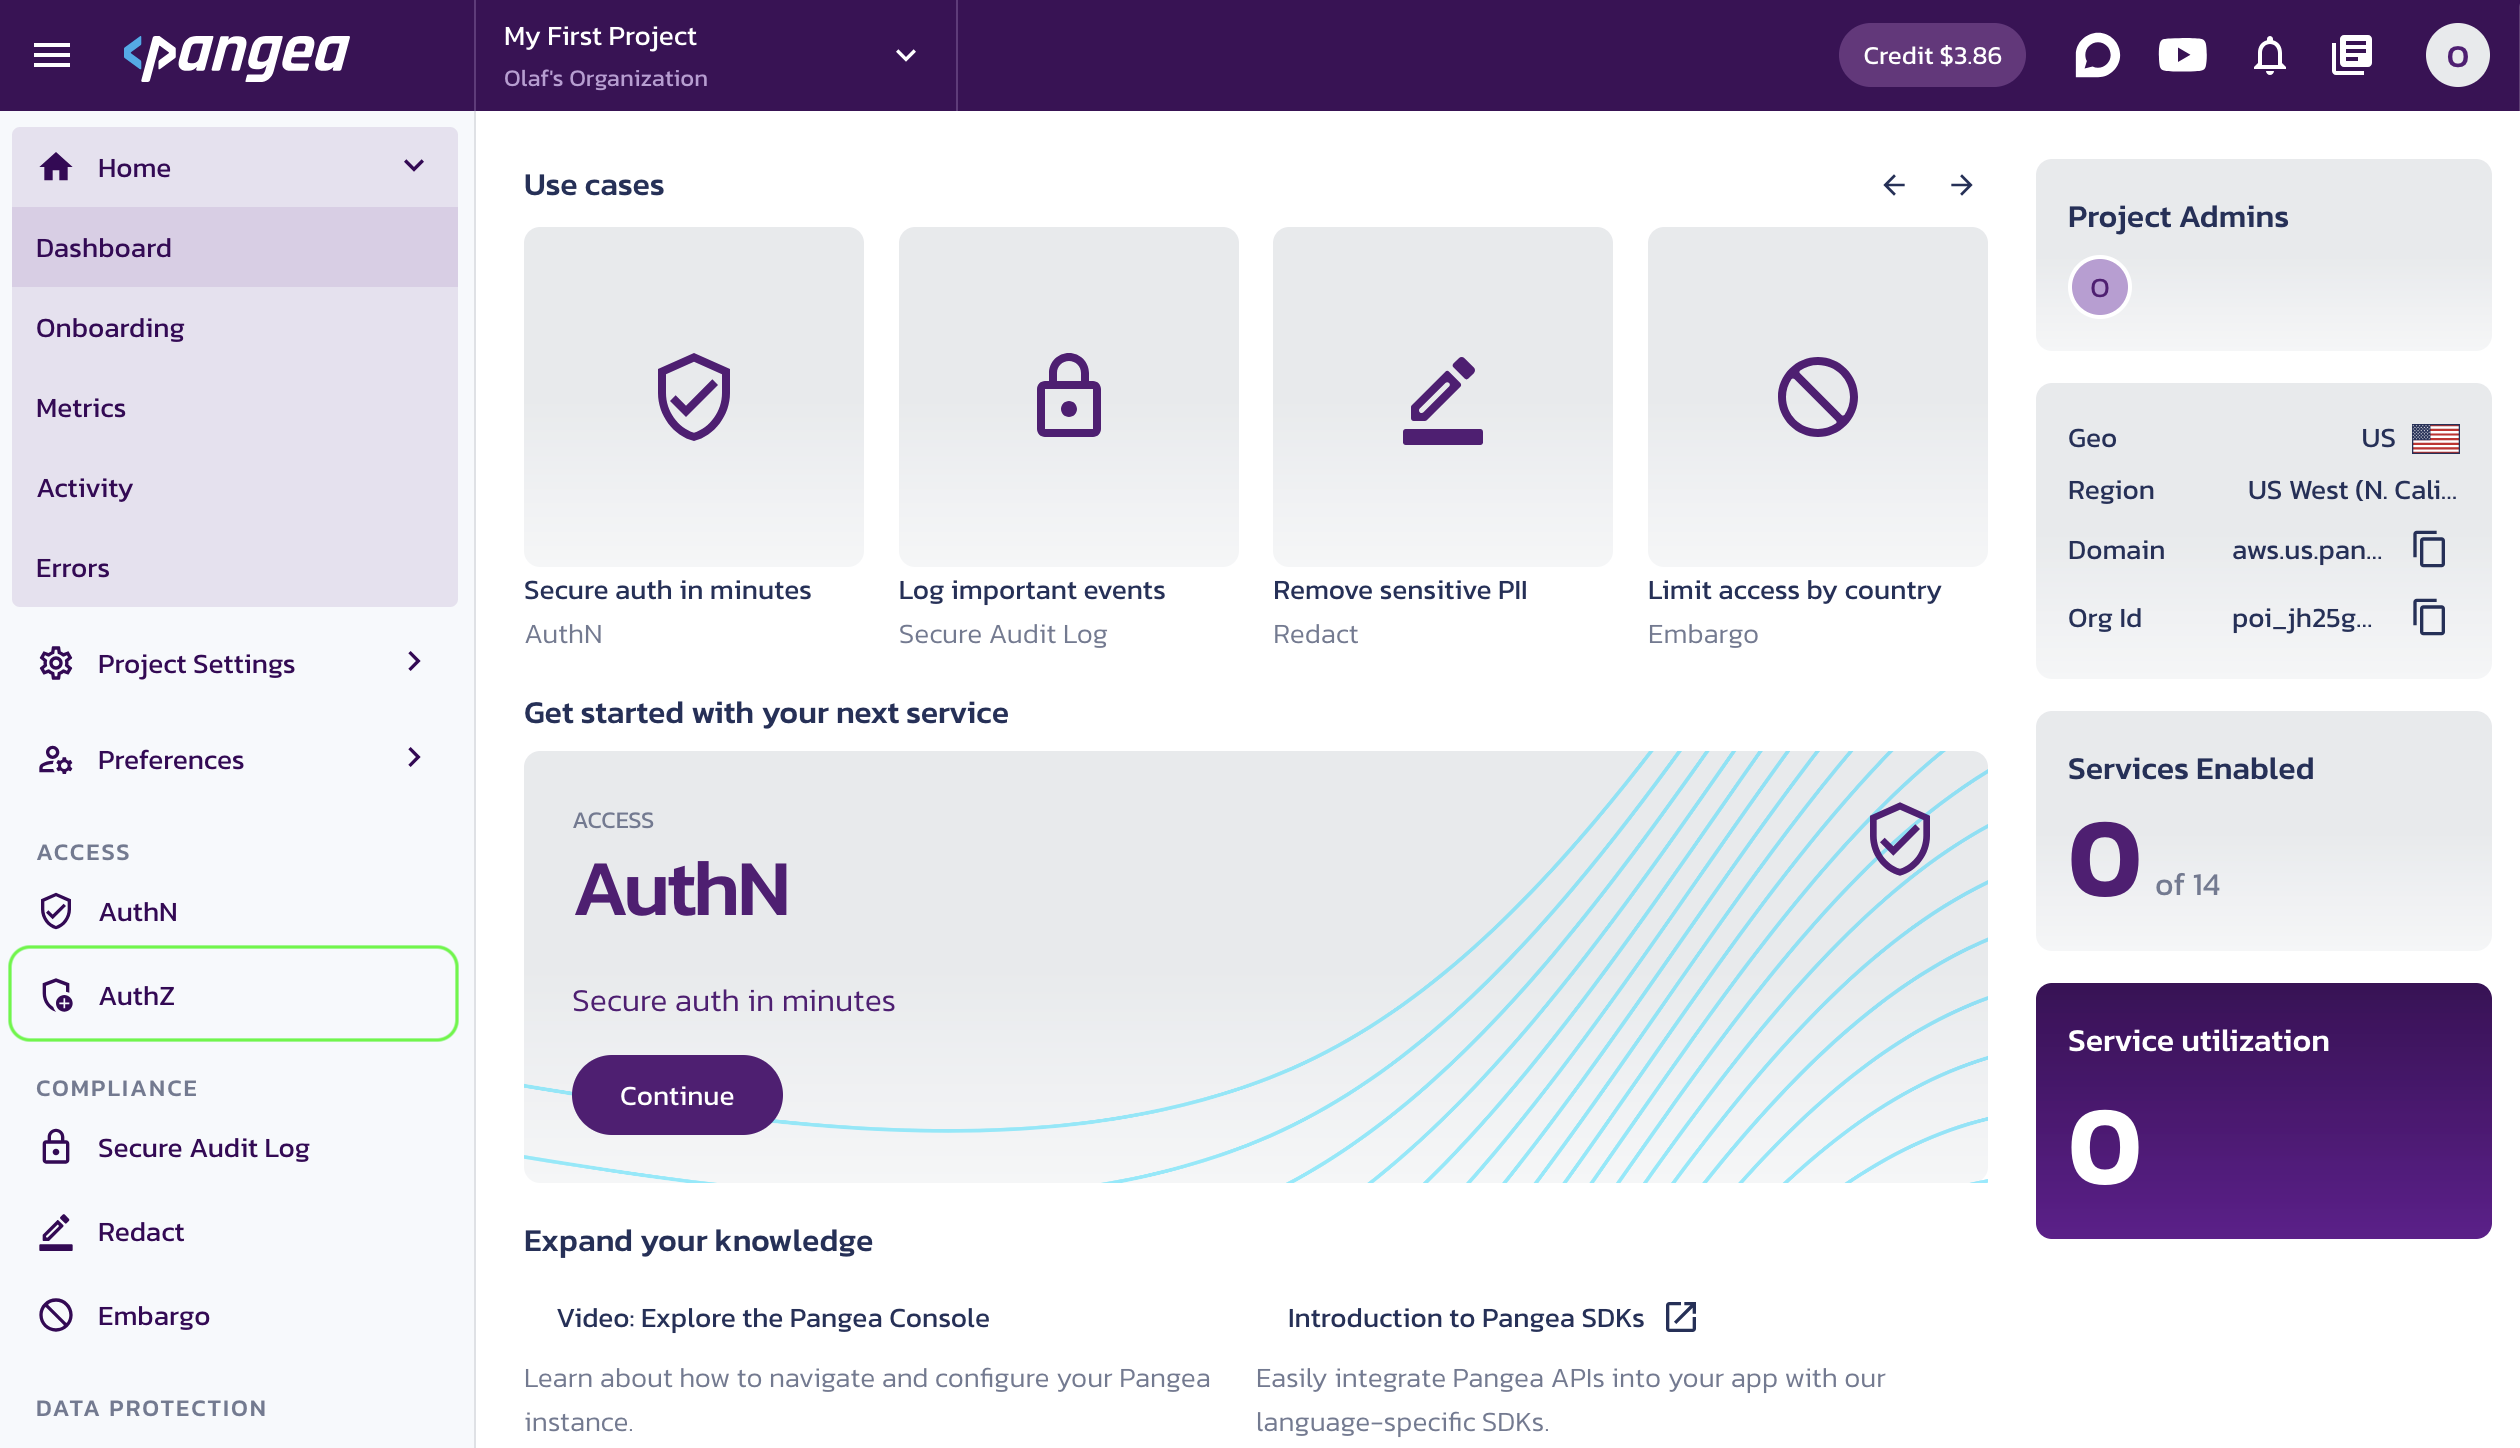 pangea
My First Project
Olaf's Organization
Credit $3.86
O
Home
Dashboard
Onboarding
Metrics
Activity
Errors
Project Settings
Preferences
ACCESS
AuthN
AuthZ
COMPLIANCE
Secure Audit Log
Redact
Embargo
DATA PROTECTION
Use cases
Secure auth in minutes
AuthN
Log important events
Secure Audit Log
Remove sensitive PII
Redact
Limit access by country
Embargo
Get started with your next service
ACCESS
AuthN
Secure auth in minutes
Continue
Expand your knowledge
Video: Explore the Pangea Console
Learn about how to navigate and configure your Pangea
instance.
Introduction to Pangea SDKs
Easily integrate Pangea APIs into your app with our
language-specific SDKs.
Project Admins
O
Geo US
Region US West (N. Cali...
Domain aws.us.pan...
Org Id poi_jh25g...
Services Enabled
0 of 14
Service utilization
0